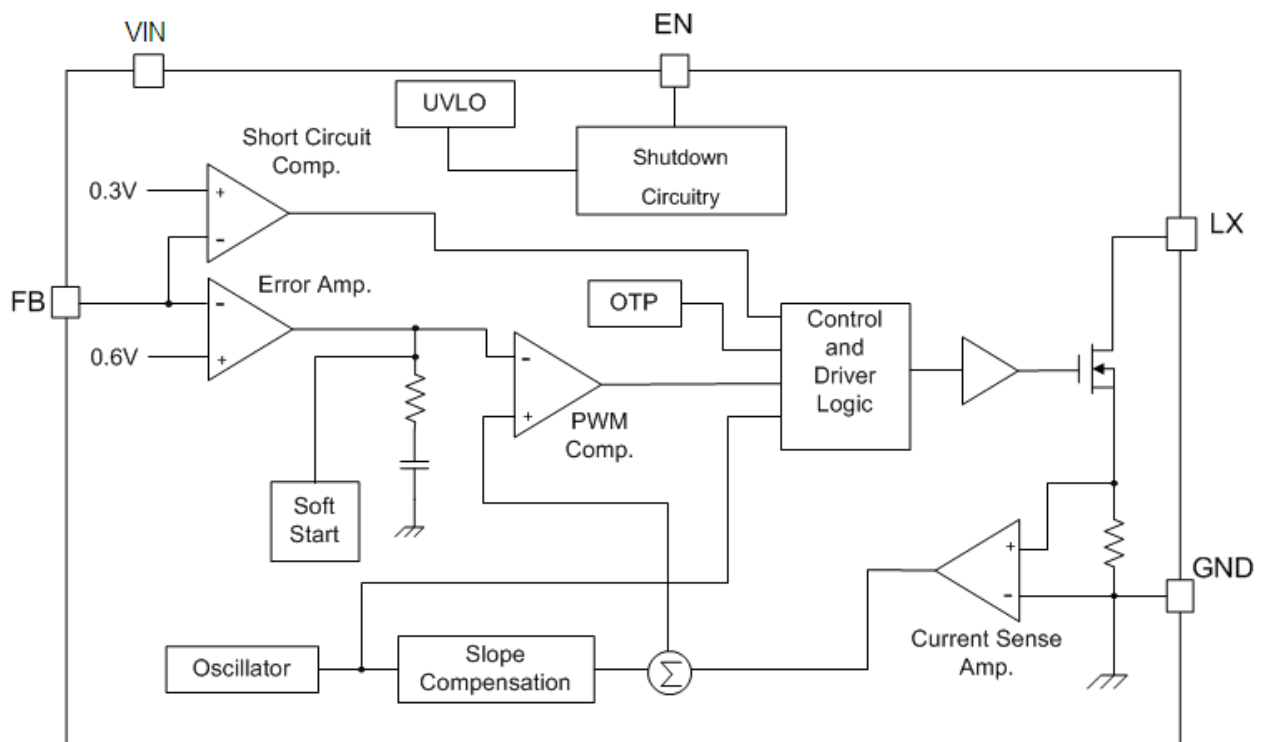 VIN
EN
UVLO
Short Circuit
Comp.
Shutdown
Circuitry
0.3V
+
-
LX
FB
Error Amp.
-
OTP
Control
and
Driver
Logic
0.6V
+
-
+
PWM
Comp.
Soft
Start
+
-
GND
Current Sense
Amp.
Oscillator
Slope
Compensation
Σ